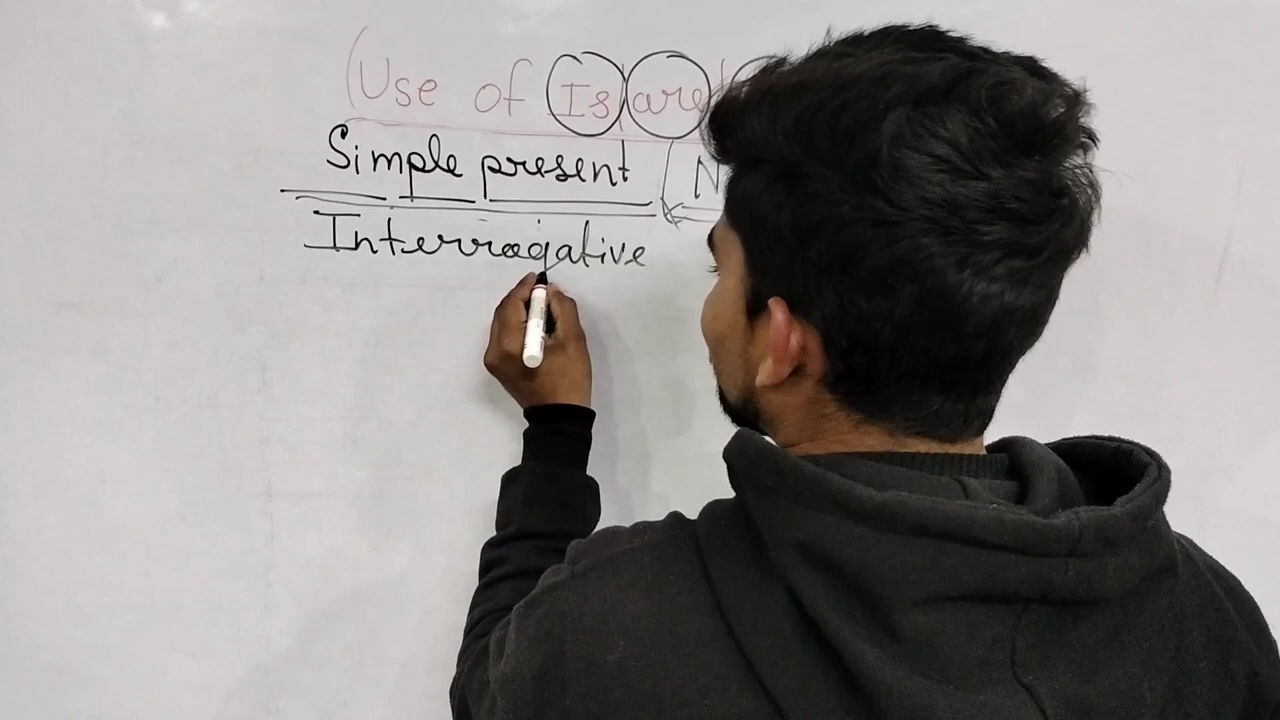 (Use of Is|are|
Simple present (N
Interrogative